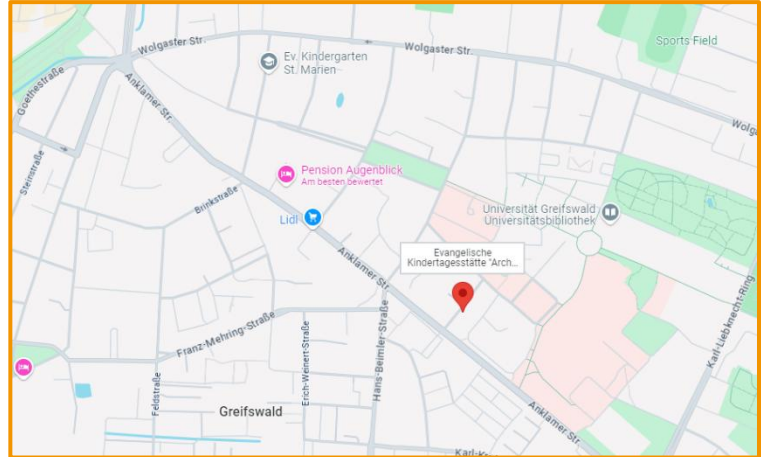 Wolgaster Str.
Wolgaster Str.
Sports Field
Ev. Kindergarten
St. Marien
Goethestraße
Anklamer Str.
Steinstraße
Pension Augenblick
Am besten bewertet
Brinkstraße
Lidl
Universität Greifswald
Universitätsbibliothek
Anklamer Str.
Evangelische
Kindertagesstätte "Arch...
Franz-Mehring-Straße
Hans-Beimler-Straße
Erich-Weinert-Straße
Feldstraße
Karl-Liebknecht-Ring
Greifswald
Anklamer Str.